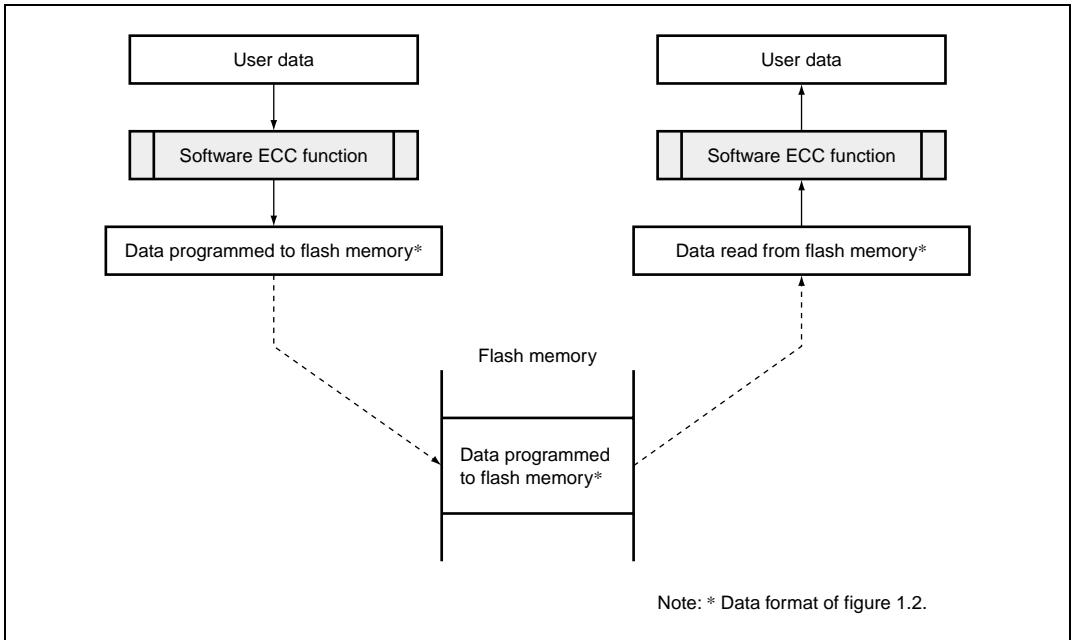 User data
User data
Software ECC function
Software ECC function
Data programmed to flash memory*
Data read from flash memory*
Flash memory
Data programmed
to flash memory*
Note: * Data format of figure 1.2.